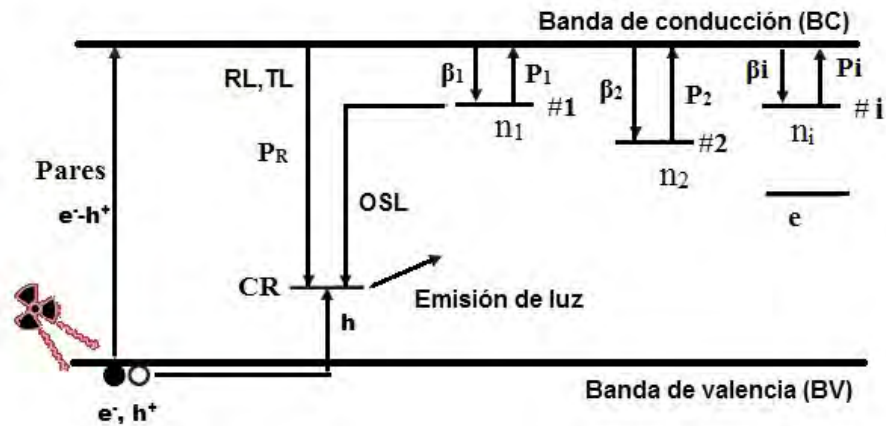 Banda de conducción (BC)
RL,TL
β1
P1
#1
n1
β2
P2
#2
n2
βi
Pi
# i
ni
e
Pares
e⁻-h⁺
PR
OSL
CR
Emisión de luz
h
e⁻, h⁺
Banda de valencia (BV)